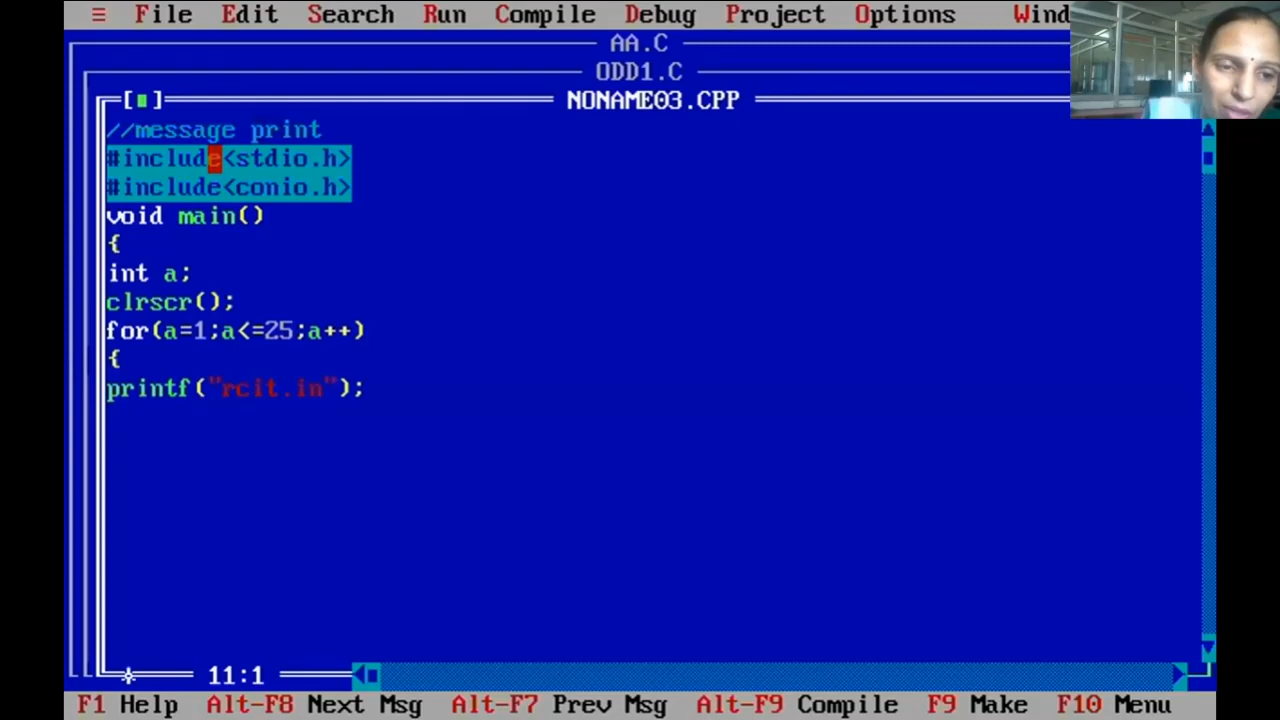 ≡ File Edit Search Run Compile Debug Project Options Wind
AA.C
ODD1.C
NONAME03.CPP
//message print
#include<stdio.h>
#include<conio.h>
void main()
{
int a;
clrscr();
for(a=1;a<=25;a++)
{
printf("rcit.in");
11:1
F1 Help Alt-F8 Next Msg Alt-F7 Prev Msg Alt-F9 Compile F9 Make F10 Menu